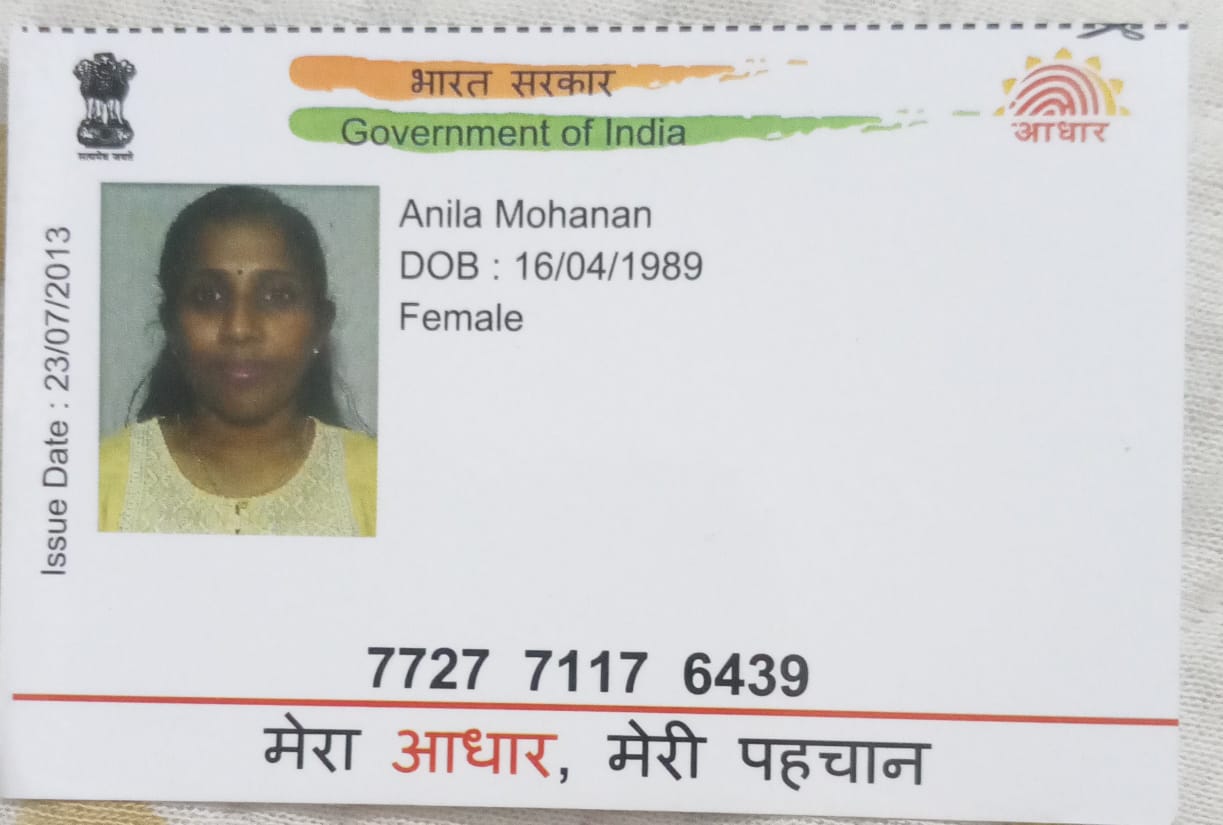 भारत सरकार
Government of India
सत्यमेव जयते
आधार
Issue Date : 23/07/2013
Anila Mohanan
DOB : 16/04/1989
Female
7727 7117 6439
मेरा आधार, मेरी पहचान